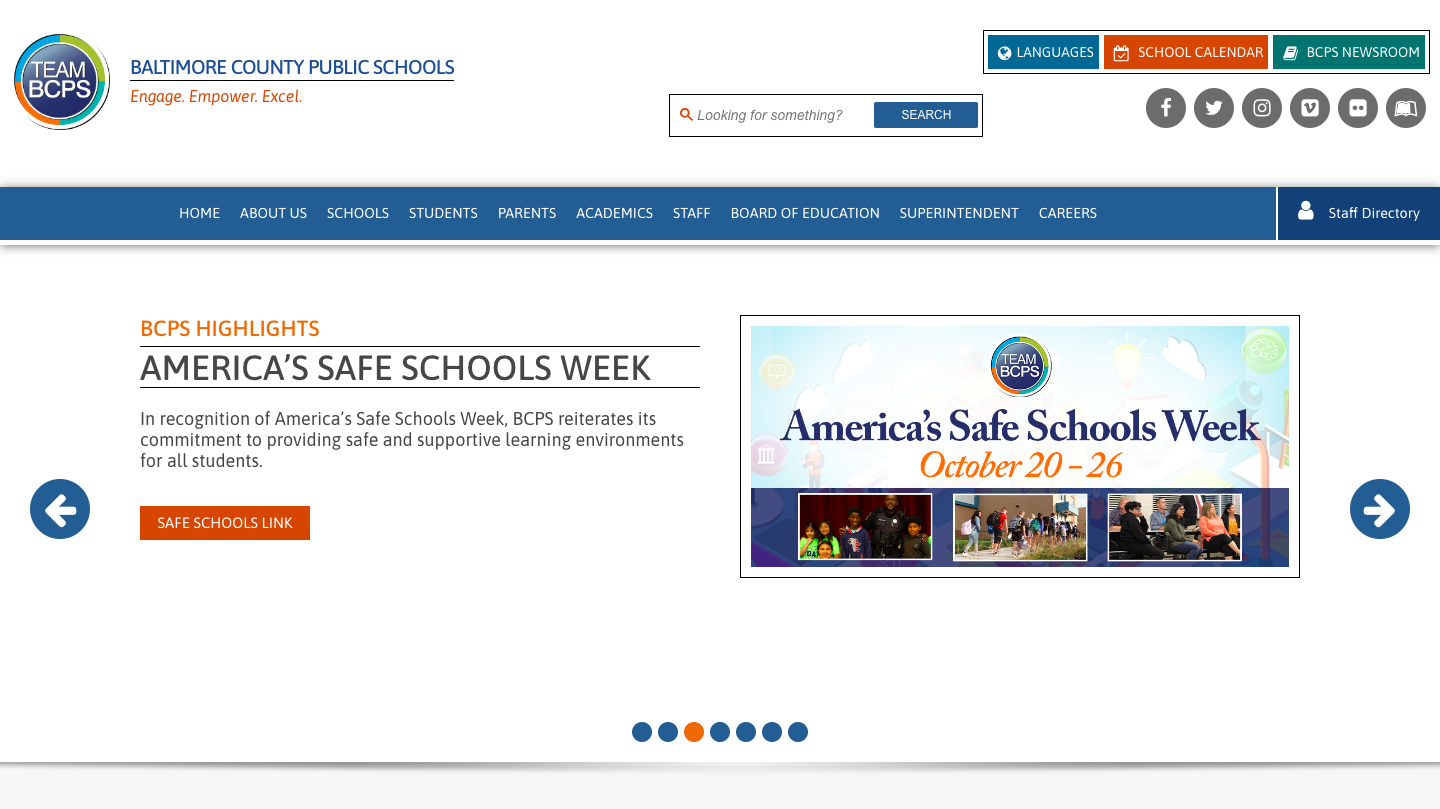 TEAM
BCPS
BALTIMORE COUNTY PUBLIC SCHOOLS
Engage. Empower. Excel.
Looking for something?
SEARCH
LANGUAGES
SCHOOL CALENDAR
BCPS NEWSROOM
HOME
ABOUT US
SCHOOLS
STUDENTS
PARENTS
ACADEMICS
STAFF
BOARD OF EDUCATION
SUPERINTENDENT
CAREERS
Staff Directory
BCPS HIGHLIGHTS
AMERICA’S SAFE SCHOOLS WEEK
In recognition of America’s Safe Schools Week, BCPS reiterates its
commitment to providing safe and supportive learning environments
for all students.
SAFE SCHOOLS LINK
TEAM
BCPS
America’s Safe Schools Week
October 20 – 26